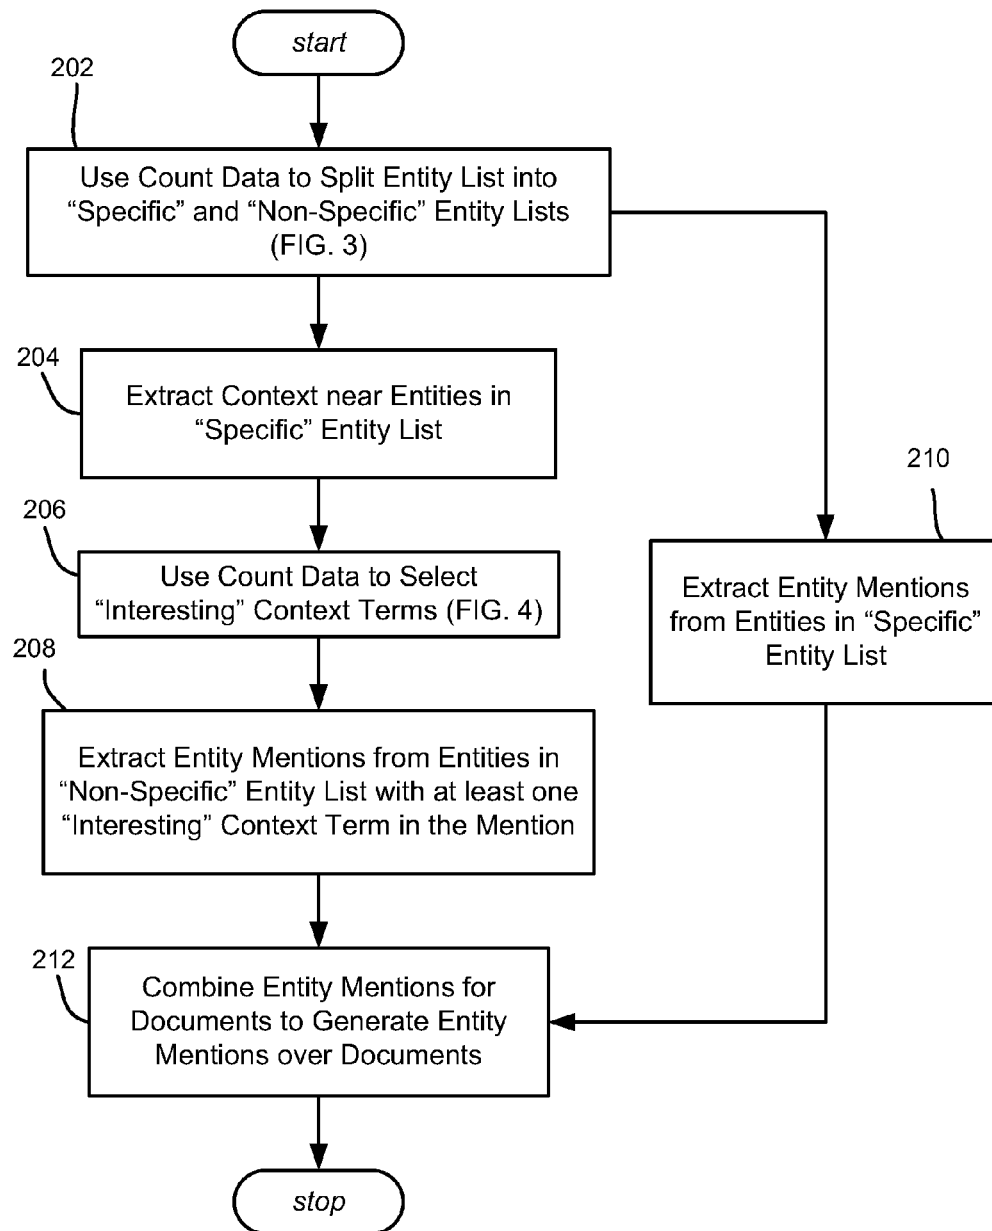 start
202
Use Count Data to Split Entity List into
“Specific” and “Non-Specific” Entity Lists
(FIG. 3)
204
Extract Context near Entities in
“Specific” Entity List
206
Use Count Data to Select
“Interesting” Context Terms (FIG. 4)
210
Extract Entity Mentions
from Entities in “Specific”
Entity List
208
Extract Entity Mentions from Entities in
“Non-Specific” Entity List with at least one
“Interesting” Context Term in the Mention
212
Combine Entity Mentions for
Documents to Generate Entity
Mentions over Documents
stop